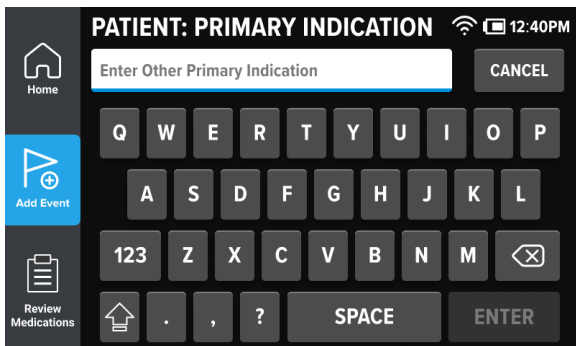 PATIENT: PRIMARY INDICATION 12:40PM
Enter Other Primary Indication CANCEL
Home
Q W E R T Y U I O P
A S D F G H J K L
Add Event
123 Z X C V B N M
. , ? SPACE ENTER
Review
Medications